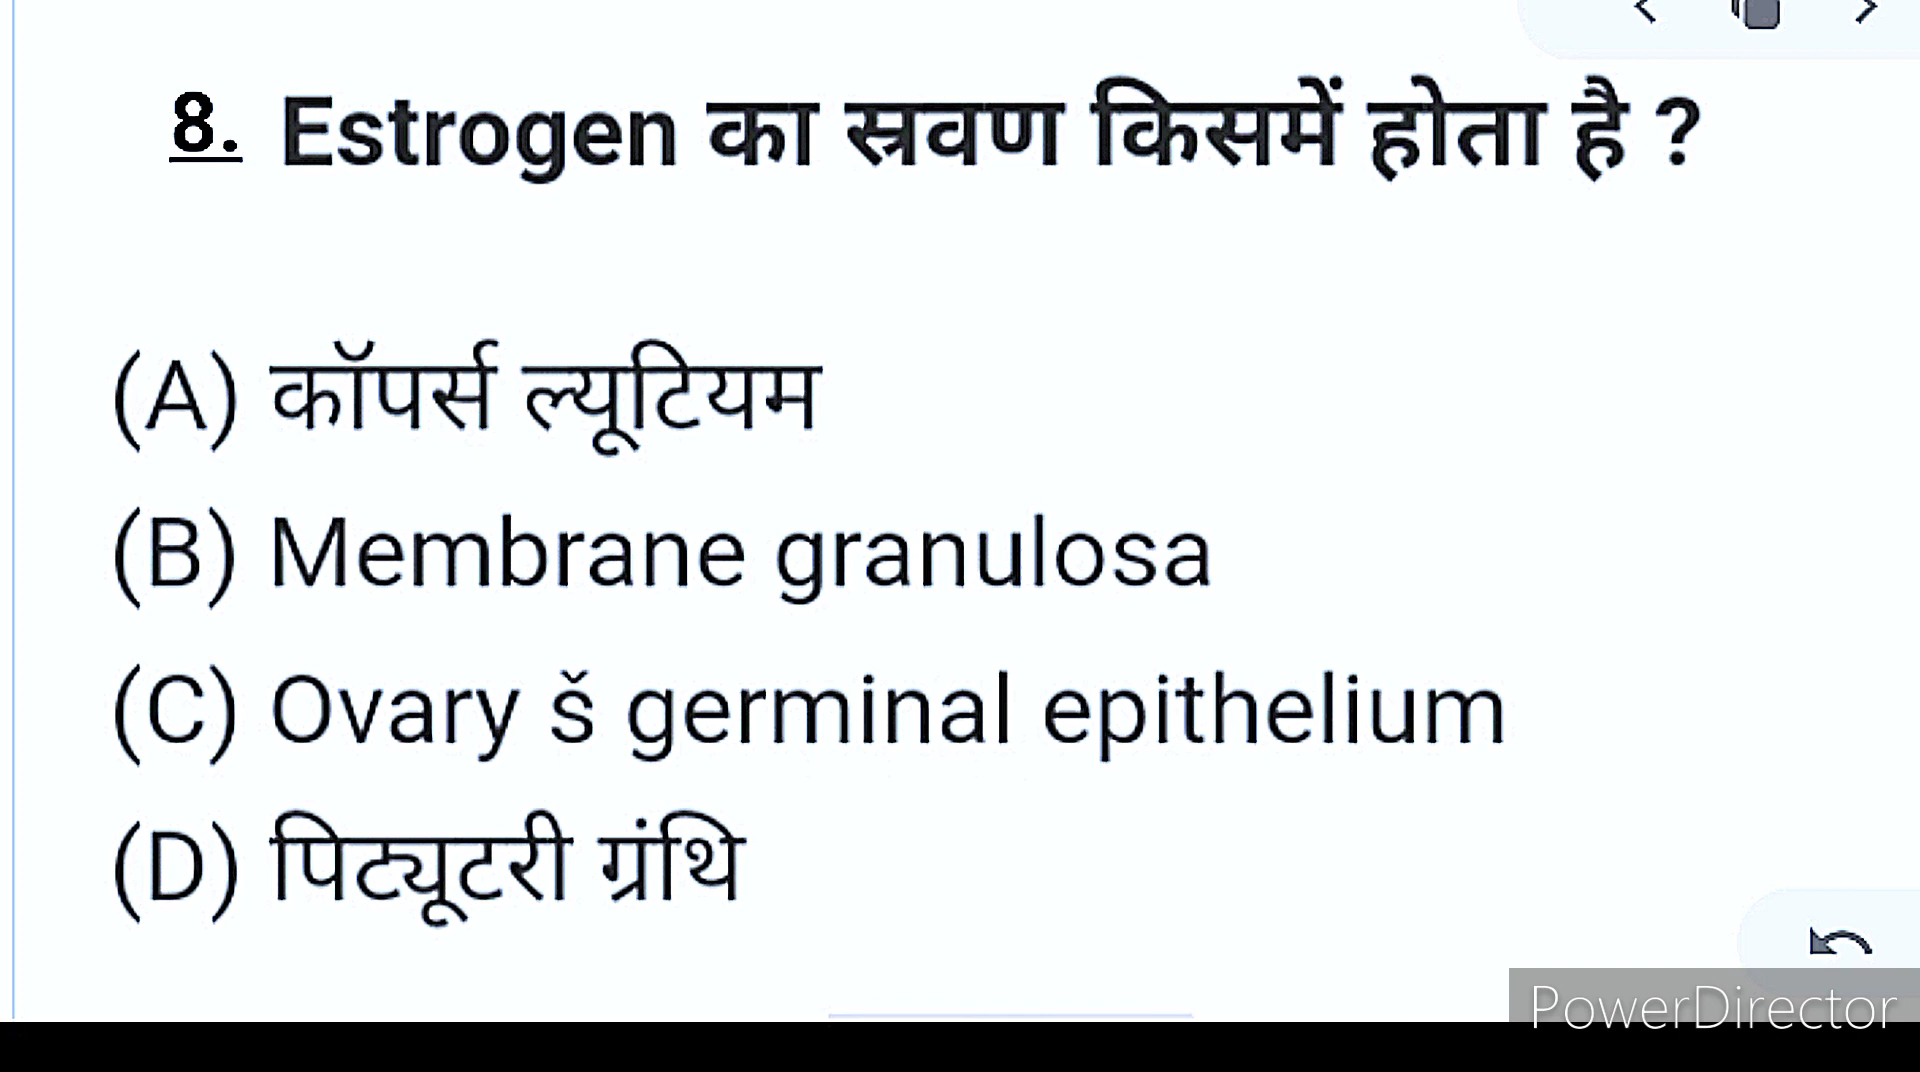 8. Estrogen का स्रवण किसमें होता है ?
(A) कॉपर्स ल्यूटियम
(B) Membrane granulosa
(C) Ovary š germinal epithelium
(D) पिट्यूटरी ग्रंथि
PowerDirector